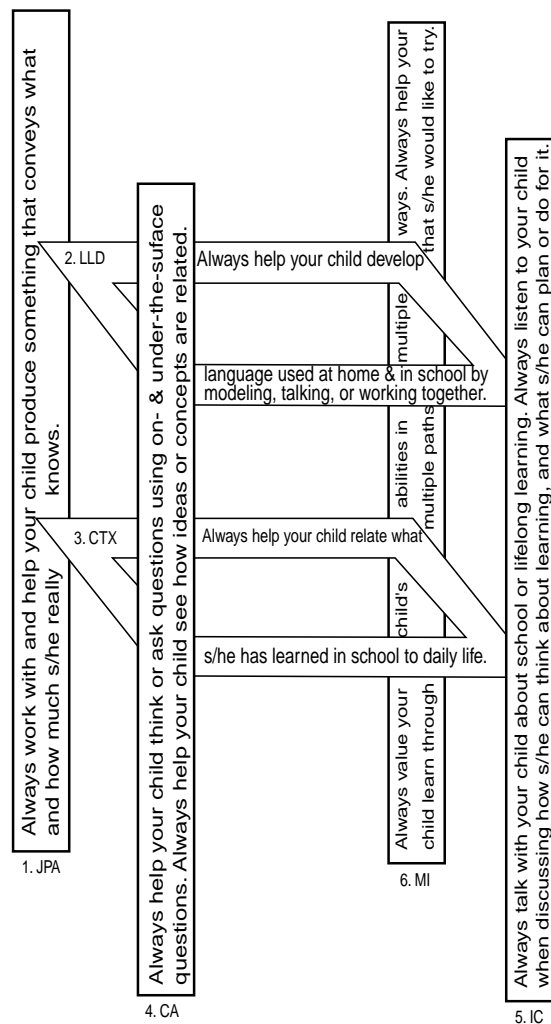 Always work with and help your child produce something that conveys what
and how much s/he really knows.
1. JPA
2. LLD
Always help your child develop
language used at home & in school by
modeling, talking, or working together.
3. CTX
Always help your child relate what
s/he has learned in school to daily life.
Always help your child think or ask questions using on- & under-the-suface
questions. Always help your child see how ideas or concepts are related.
4. CA
Always value your child's abilities in multiple ways. Always help your
child learn through multiple paths that s/he would like to try.
6. MI
Always talk with your child about school or lifelong learning. Always listen to your child
when discussing how s/he can think about learning, and what s/he can plan or do for it.
5. IC